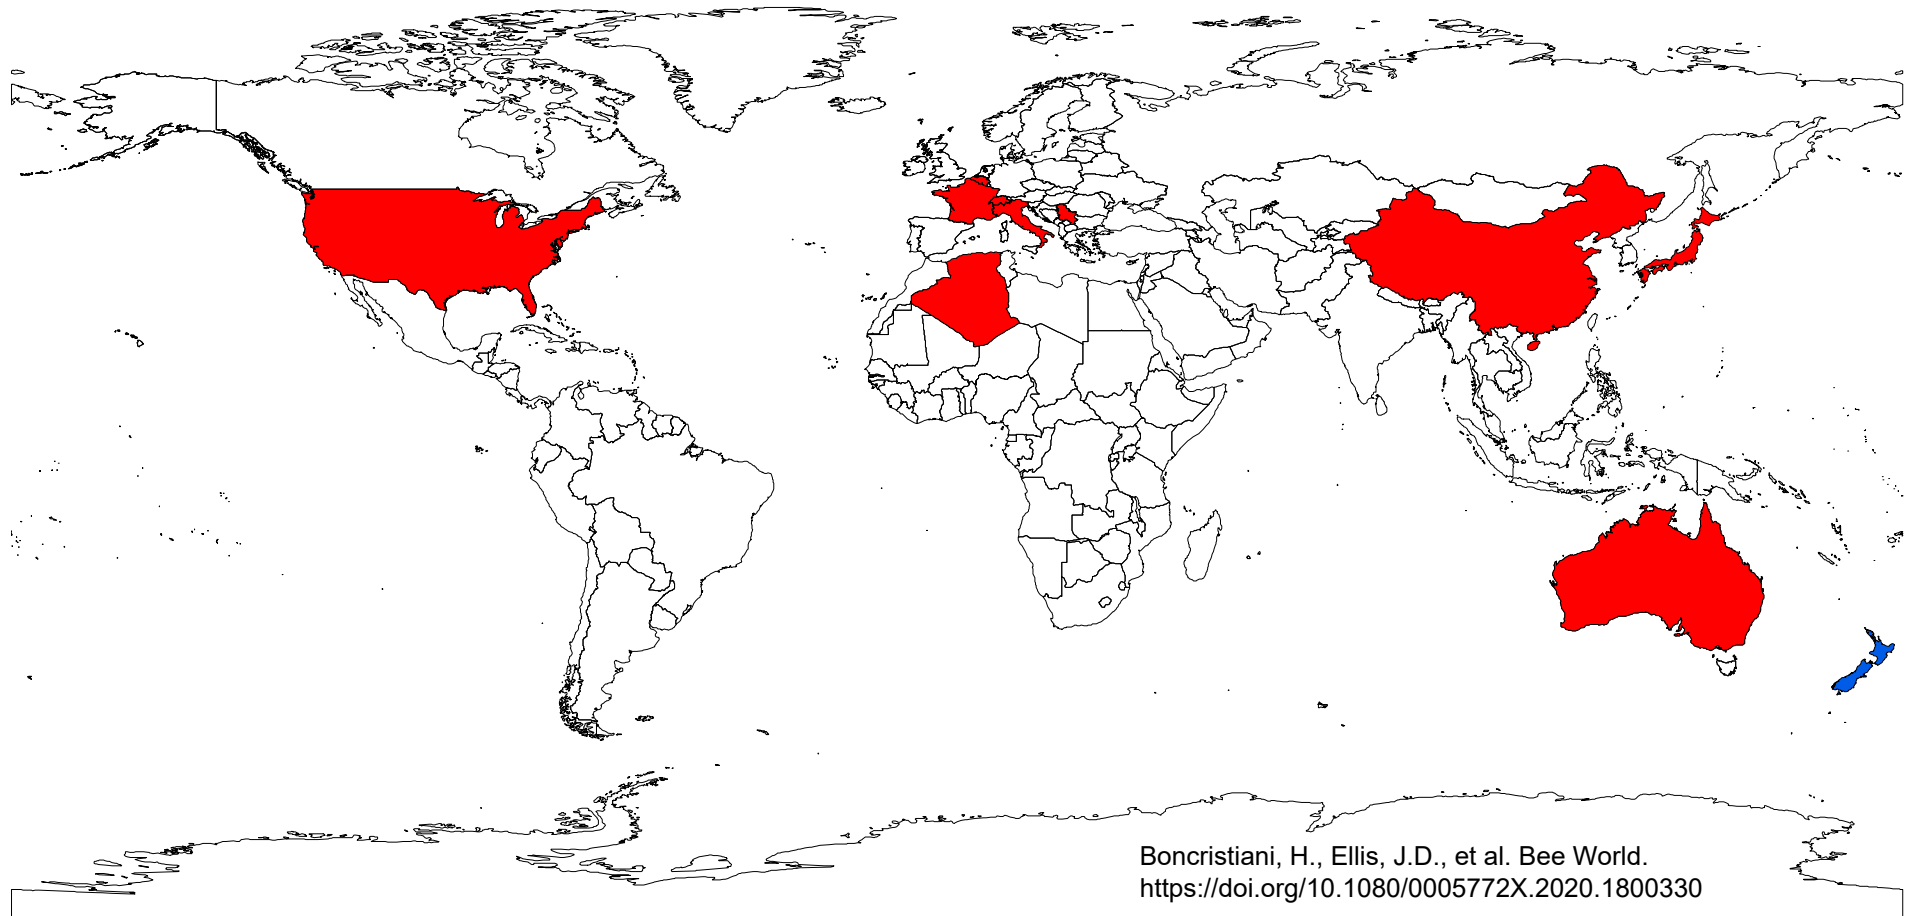 Boncristiani, H., Ellis, J.D., et al. Bee World.
https://doi.org/10.1080/0005772X.2020.1800330